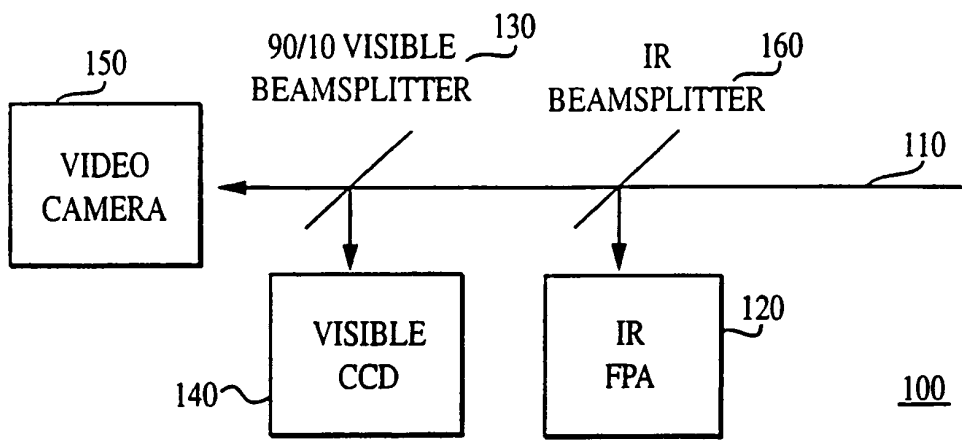 90/10 VISIBLE
BEAMSPLITTER
130
IR
BEAMSPLITTER
160
150
VIDEO
CAMERA
110
VISIBLE
CCD
140
IR
FPA
120
100